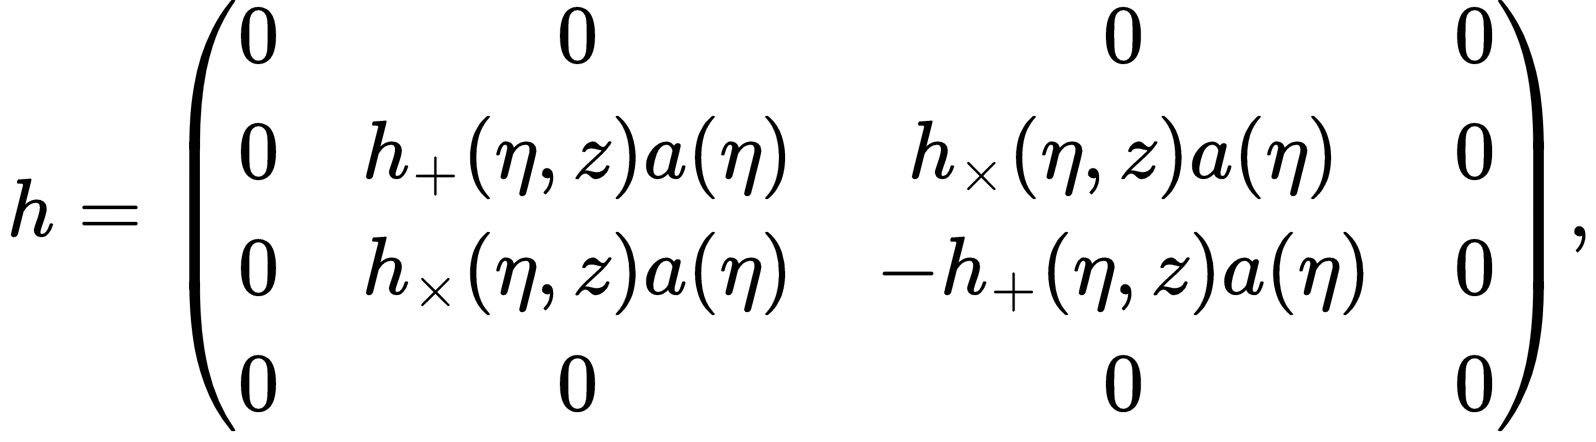 h = \begin{pmatrix} 0 & 0 & 0 & 0 \\ 0 & h_{+}(\eta, z)a(\eta) & h_{\times}(\eta, z)a(\eta) & 0 \\ 0 & h_{\times}(\eta, z)a(\eta) & -h_{+}(\eta, z)a(\eta) & 0 \\ 0 & 0 & 0 & 0 \end{pmatrix},